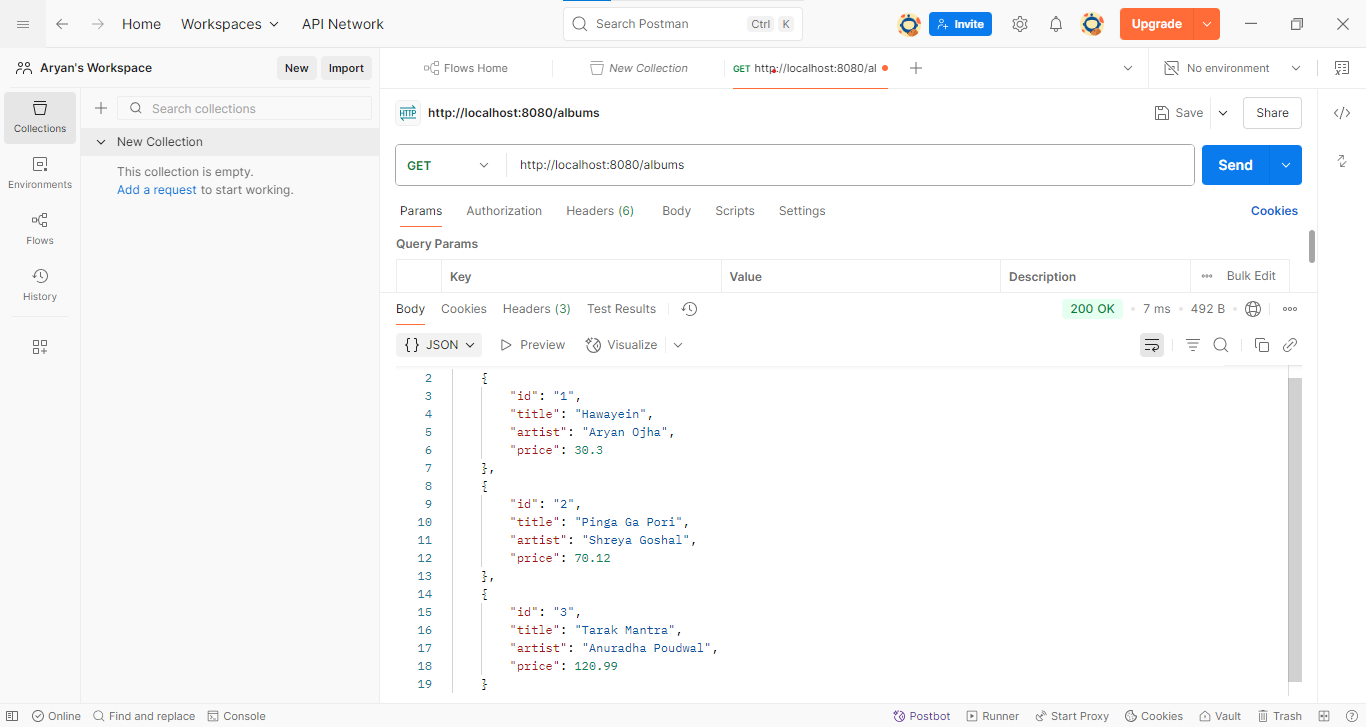 Home Workspaces API Network Search Postman Ctrl K Invite Upgrade
Aryan's Workspace New Import Flows Home New Collection GET http://localhost:8080/al No environment
Collections
Environments
Flows
History
Search collections
New Collection
This collection is empty.
Add a request to start working.
HTTP http://localhost:8080/albums Save Share
GET http://localhost:8080/albums Send
Params Authorization Headers (6) Body Scripts Settings Cookies
Query Params
Key Value Description Bulk Edit
Body Cookies Headers (3) Test Results 200 OK 7 ms 492 B
{} JSON Preview Visualize
2 {
3 "id": "1",
4 "title": "Hawayein",
5 "artist": "Aryan Ojha",
6 "price": 30.3
7 },
8 {
9 "id": "2",
10 "title": "Pinga Ga Pori",
11 "artist": "Shreya Goshal",
12 "price": 70.12
13 },
14 {
15 "id": "3",
16 "title": "Tarak Mantra",
17 "artist": "Anuradha Poudwal",
18 "price": 120.99
19 }
Online Find and replace Console Postbot Runner Start Proxy Cookies Vault Trash